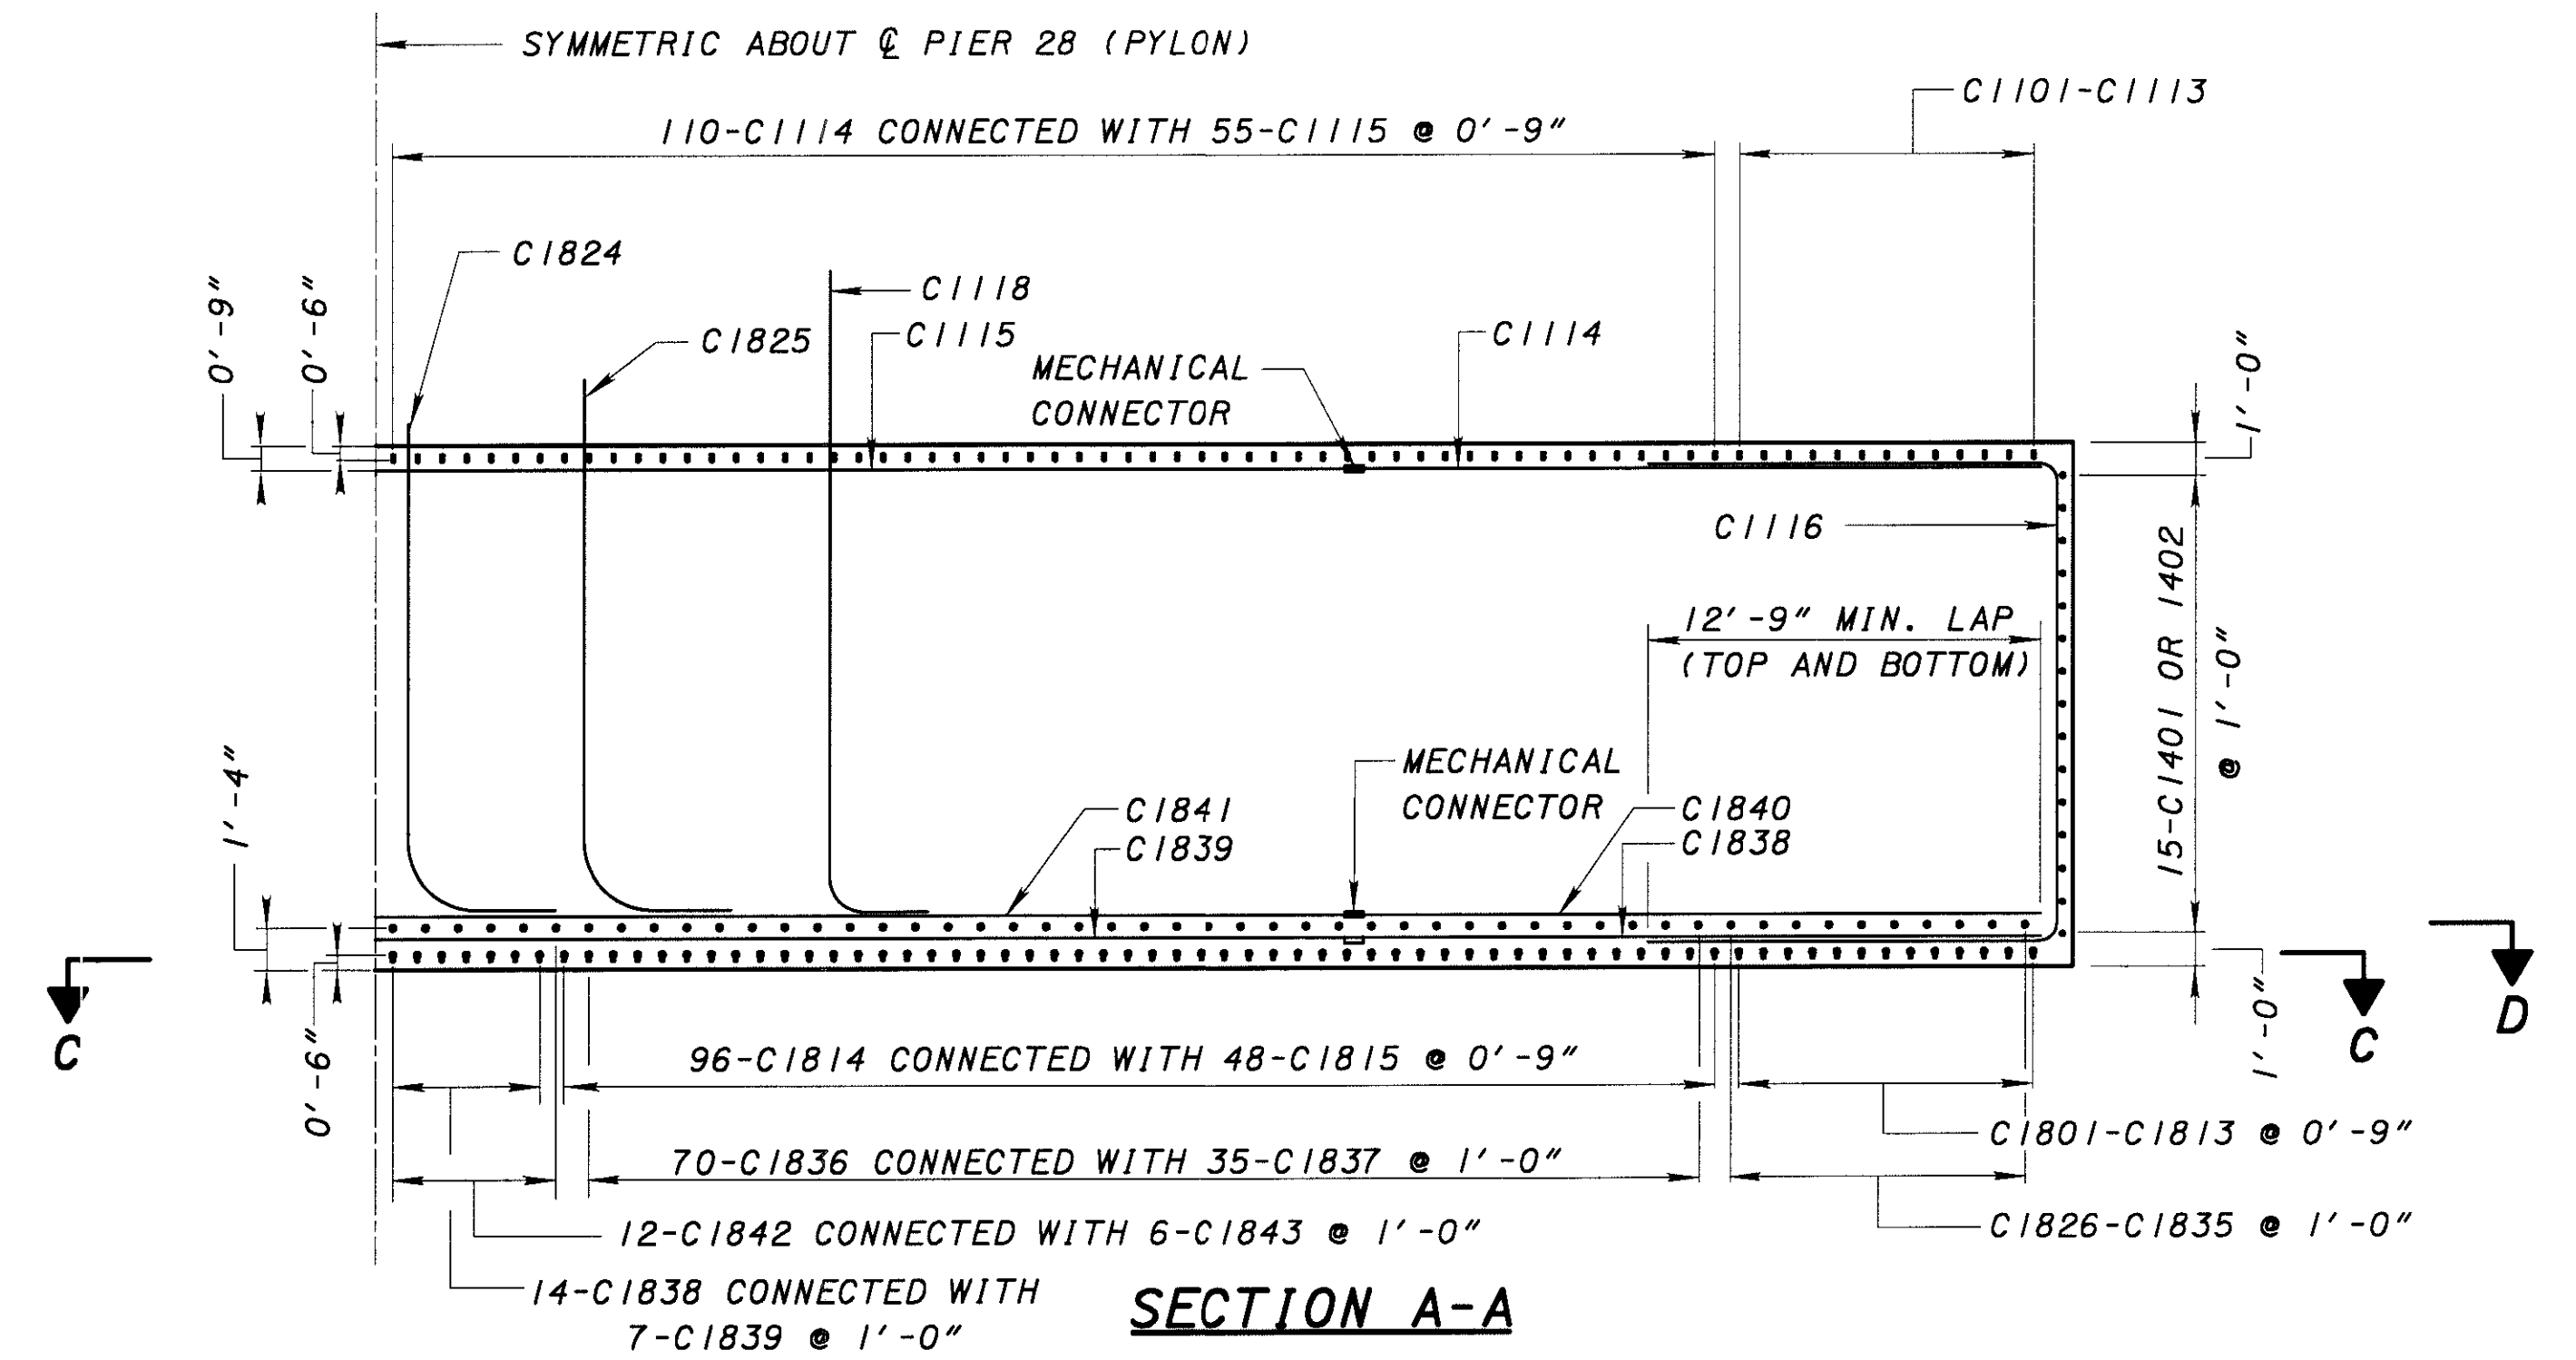 SYMMETRIC ABOUT ℄ PIER 28 (PYLON)
C1101-C1113
110-C1114 CONNECTED WITH 55-C1115 @ 0'-9"
C1824
0'-9"
0'-6"
C1118
C1825
C1115
C1114
MECHANICAL
CONNECTOR
1'-0"
C1116
15-C1401 OR 1402
@ 1'-0"
12'-9" MIN. LAP
(TOP AND BOTTOM)
1'-4"
MECHANICAL
CONNECTOR
C1841
C1839
C1840
C1838
0'-6"
1'-0"
C
C
D
96-C1814 CONNECTED WITH 48-C1815 @ 0'-9"
C1801-C1813 @ 0'-9"
70-C1836 CONNECTED WITH 35-C1837 @ 1'-0"
C1826-C1835 @ 1'-0"
12-C1842 CONNECTED WITH 6-C1843 @ 1'-0"
14-C1838 CONNECTED WITH
7-C1839 @ 1'-0"
SECTION A-A